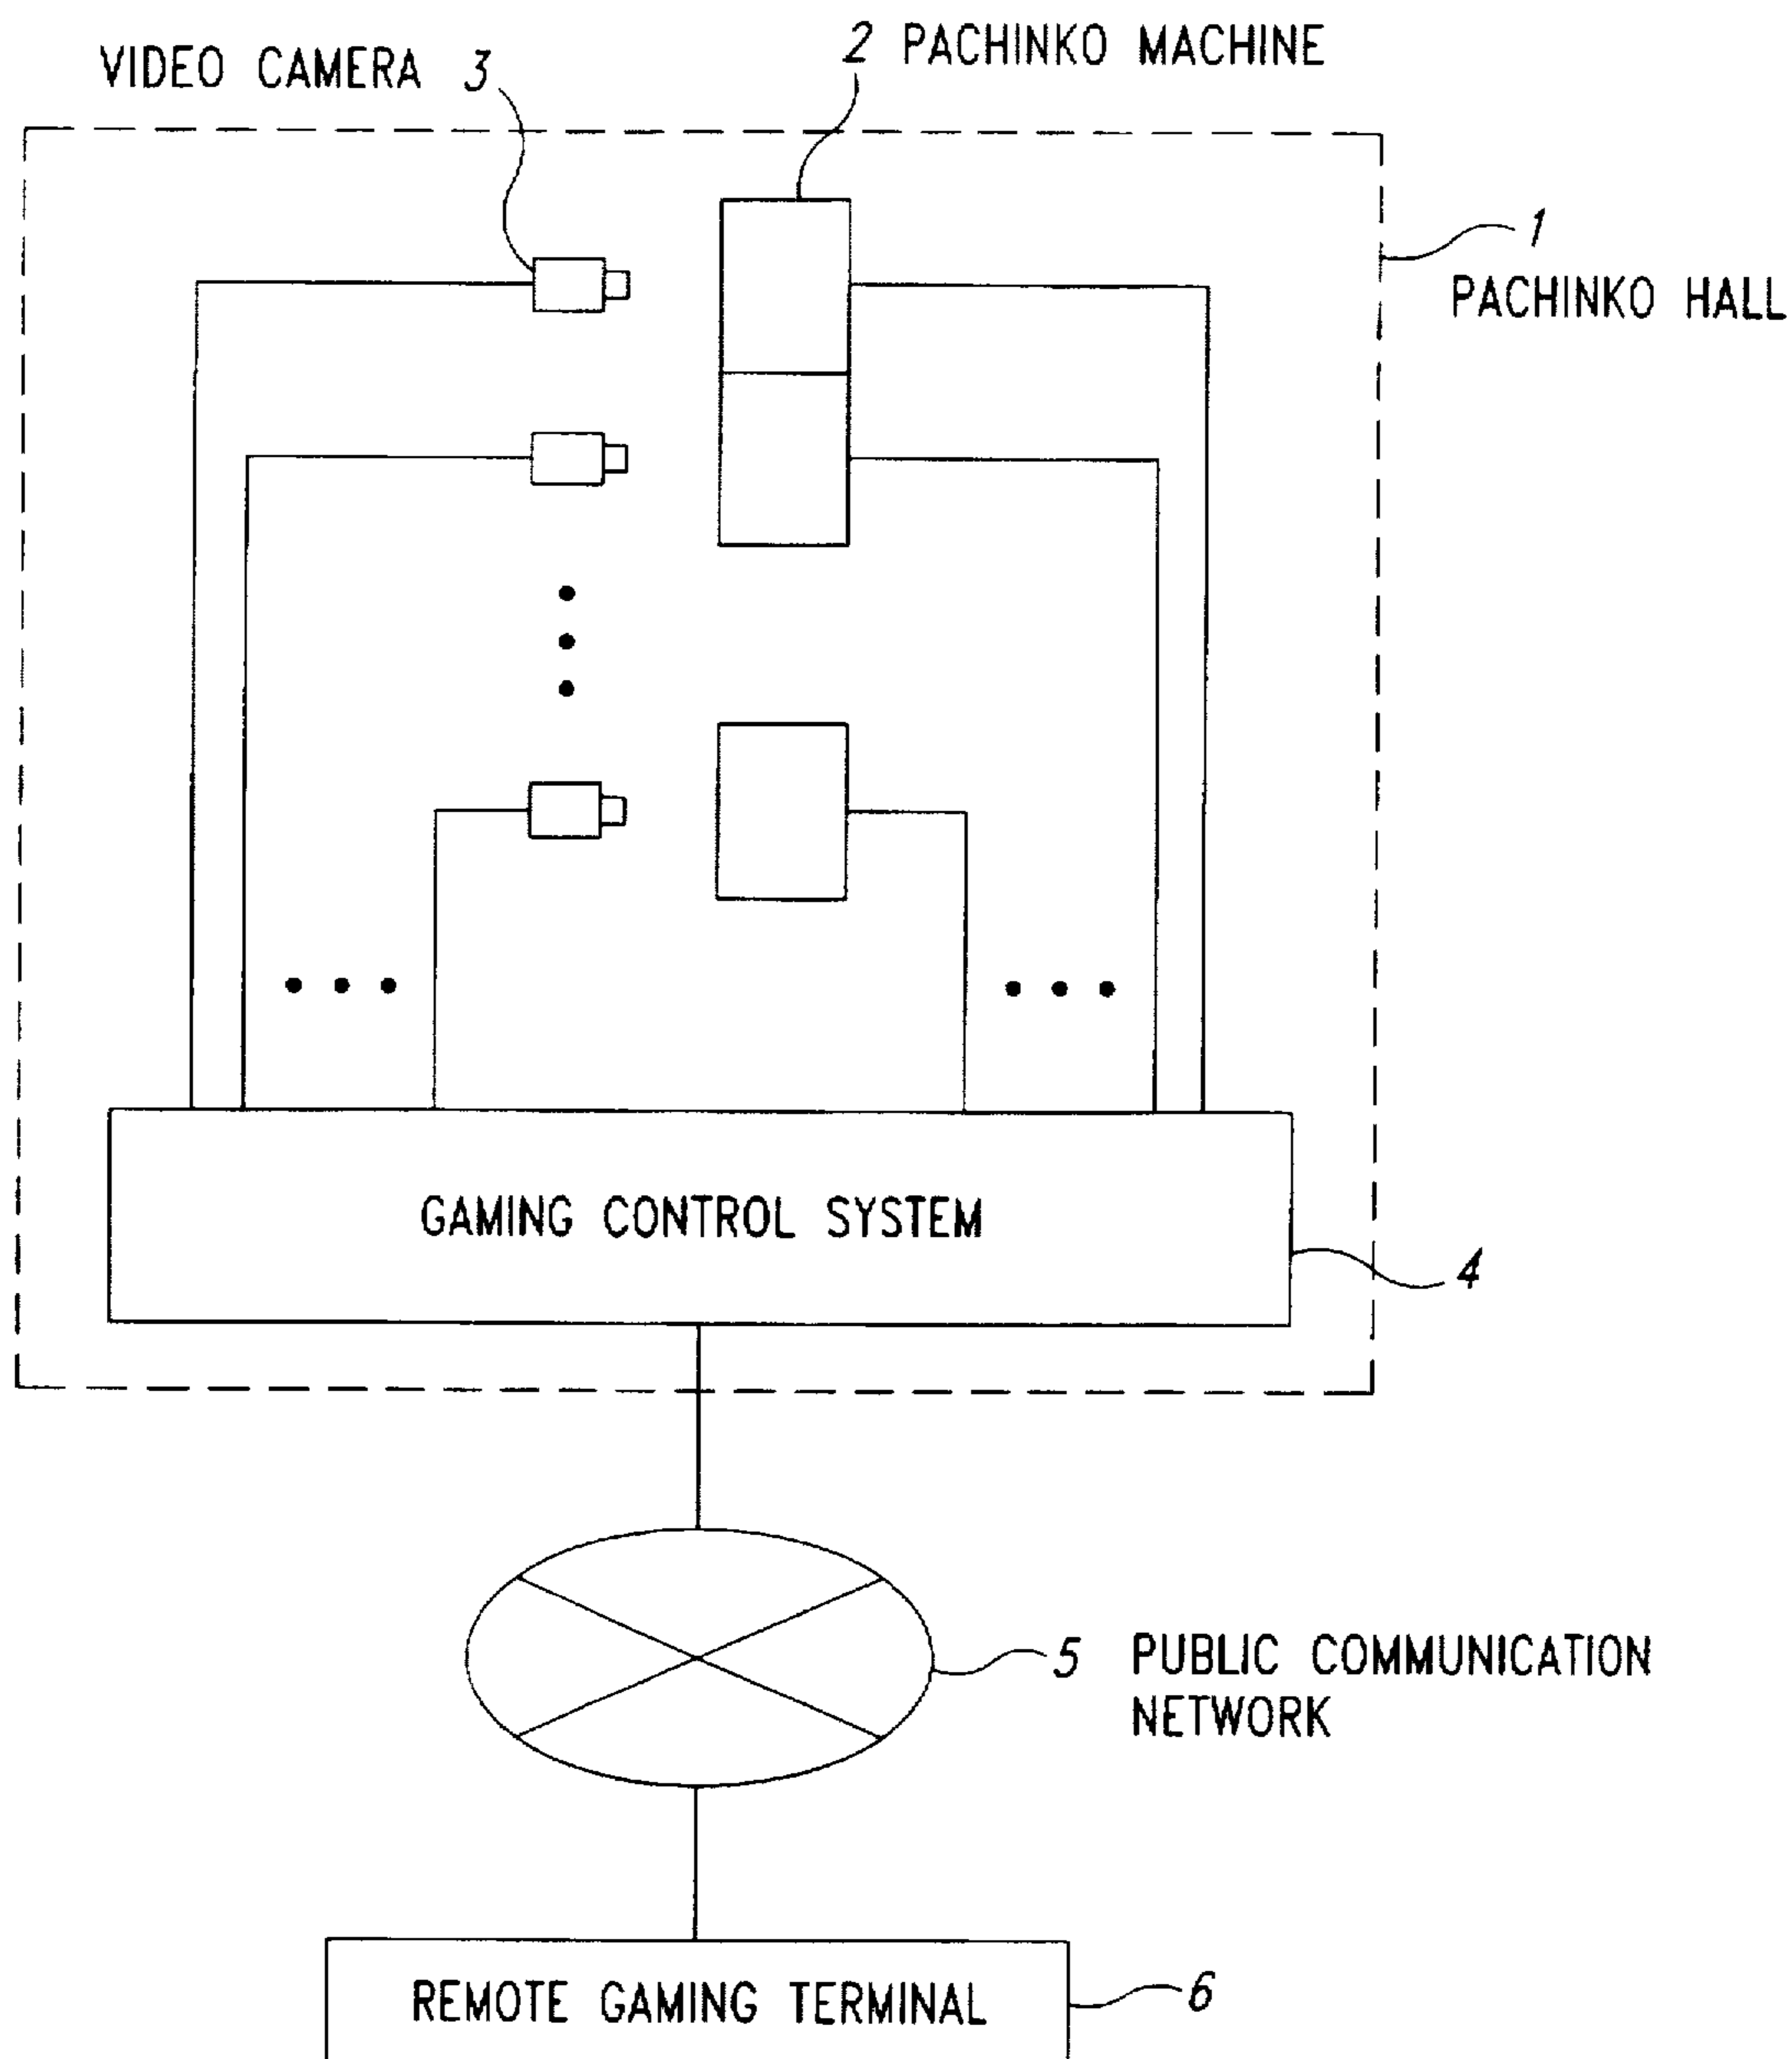 VIDEO CAMERA 3
2 PACHINKO MACHINE
1
PACHINKO HALL
GAMING CONTROL SYSTEM
4
5 PUBLIC COMMUNICATION
NETWORK
REMOTE GAMING TERMINAL
6